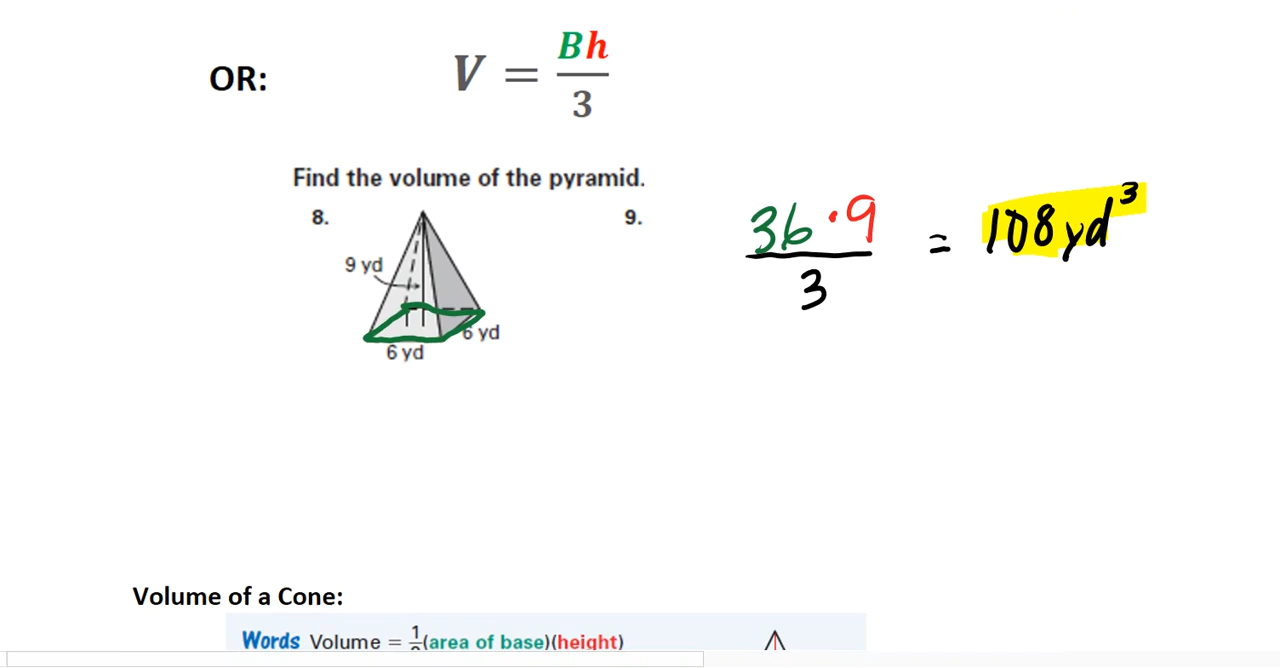 OR: V = Bh / 3
Find the volume of the pyramid.
8. 9.
36 · 9 / 3 = 108 yd³
9 yd
6 yd
6 yd
Volume of a Cone:
Words Volume = 1/ (area of base)(height)